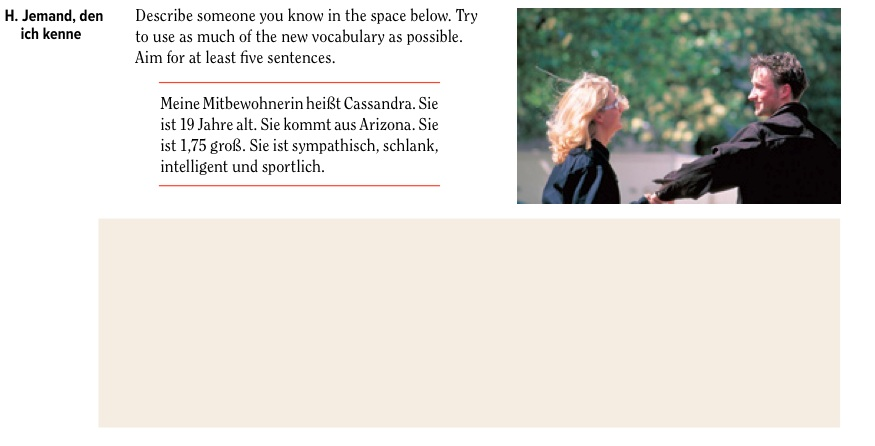 H. Jemand, den
ich kenne
Describe someone you know in the space below. Try
to use as much of the new vocabulary as possible.
Aim for at least five sentences.
Meine Mitbewohnerin heißt Cassandra. Sie
ist 19 Jahre alt. Sie kommt aus Arizona. Sie
ist 1,75 groß. Sie ist sympathisch, schlank,
intelligent und sportlich.